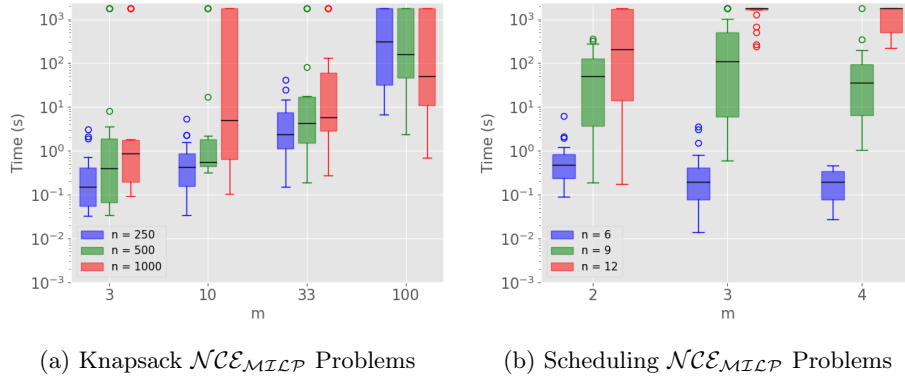 10³
10²
10¹
10⁰
10⁻¹
10⁻²
10⁻³
Time (s)
n = 250
n = 500
n = 1000
3 10 33 100
m
10³
10²
10¹
10⁰
10⁻¹
10⁻²
10⁻³
Time (s)
n = 6
n = 9
n = 12
2 3 4
m
(a) Knapsack 𝒩𝒞ℰ_ℳℐℒ𝒫 Problems
(b) Scheduling 𝒩𝒞ℰ_ℳℐℒ𝒫 Problems